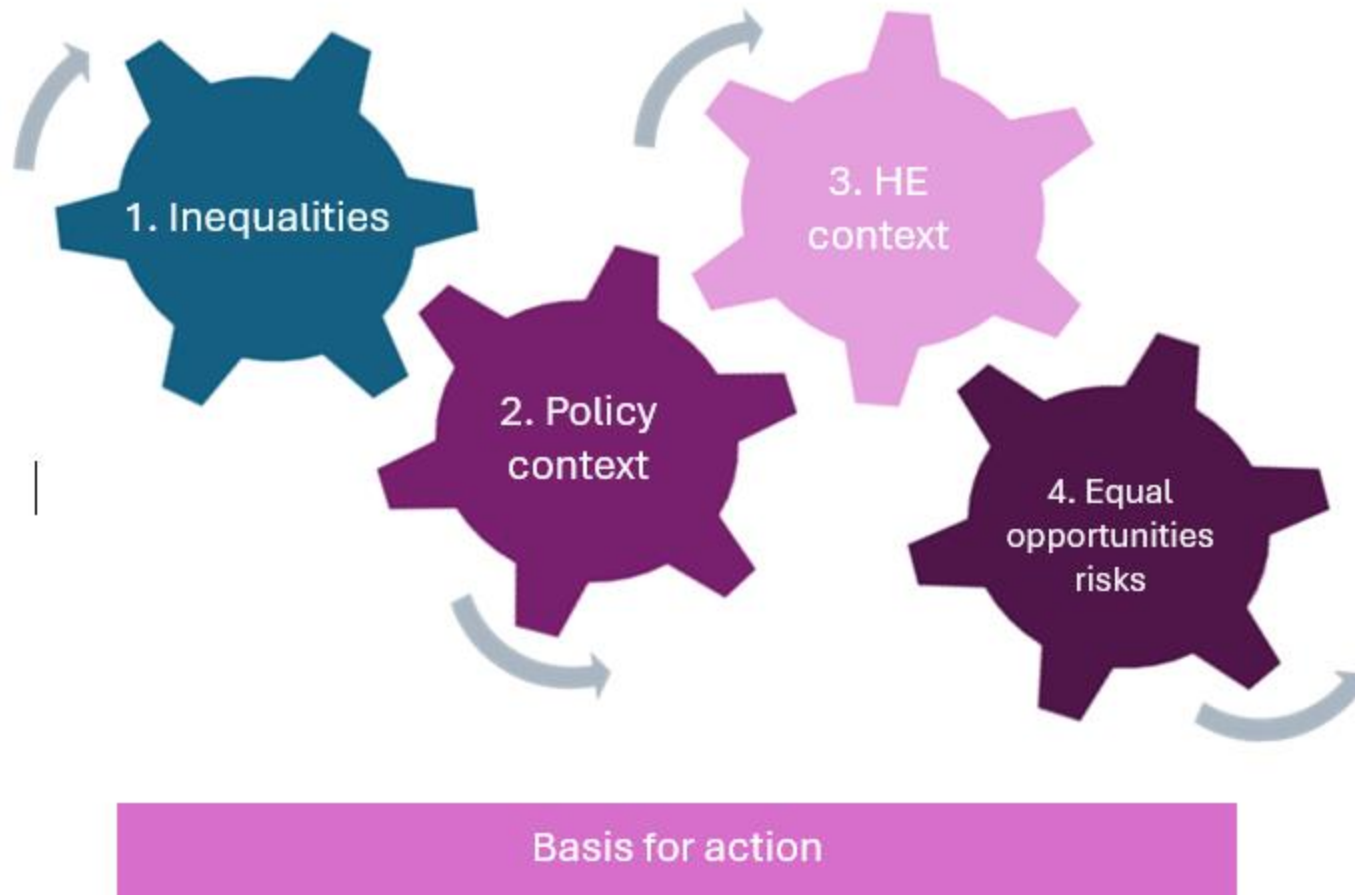 1. Inequalities
2. Policy
context
3. HE
context
4. Equal
opportunities
risks
Basis for action